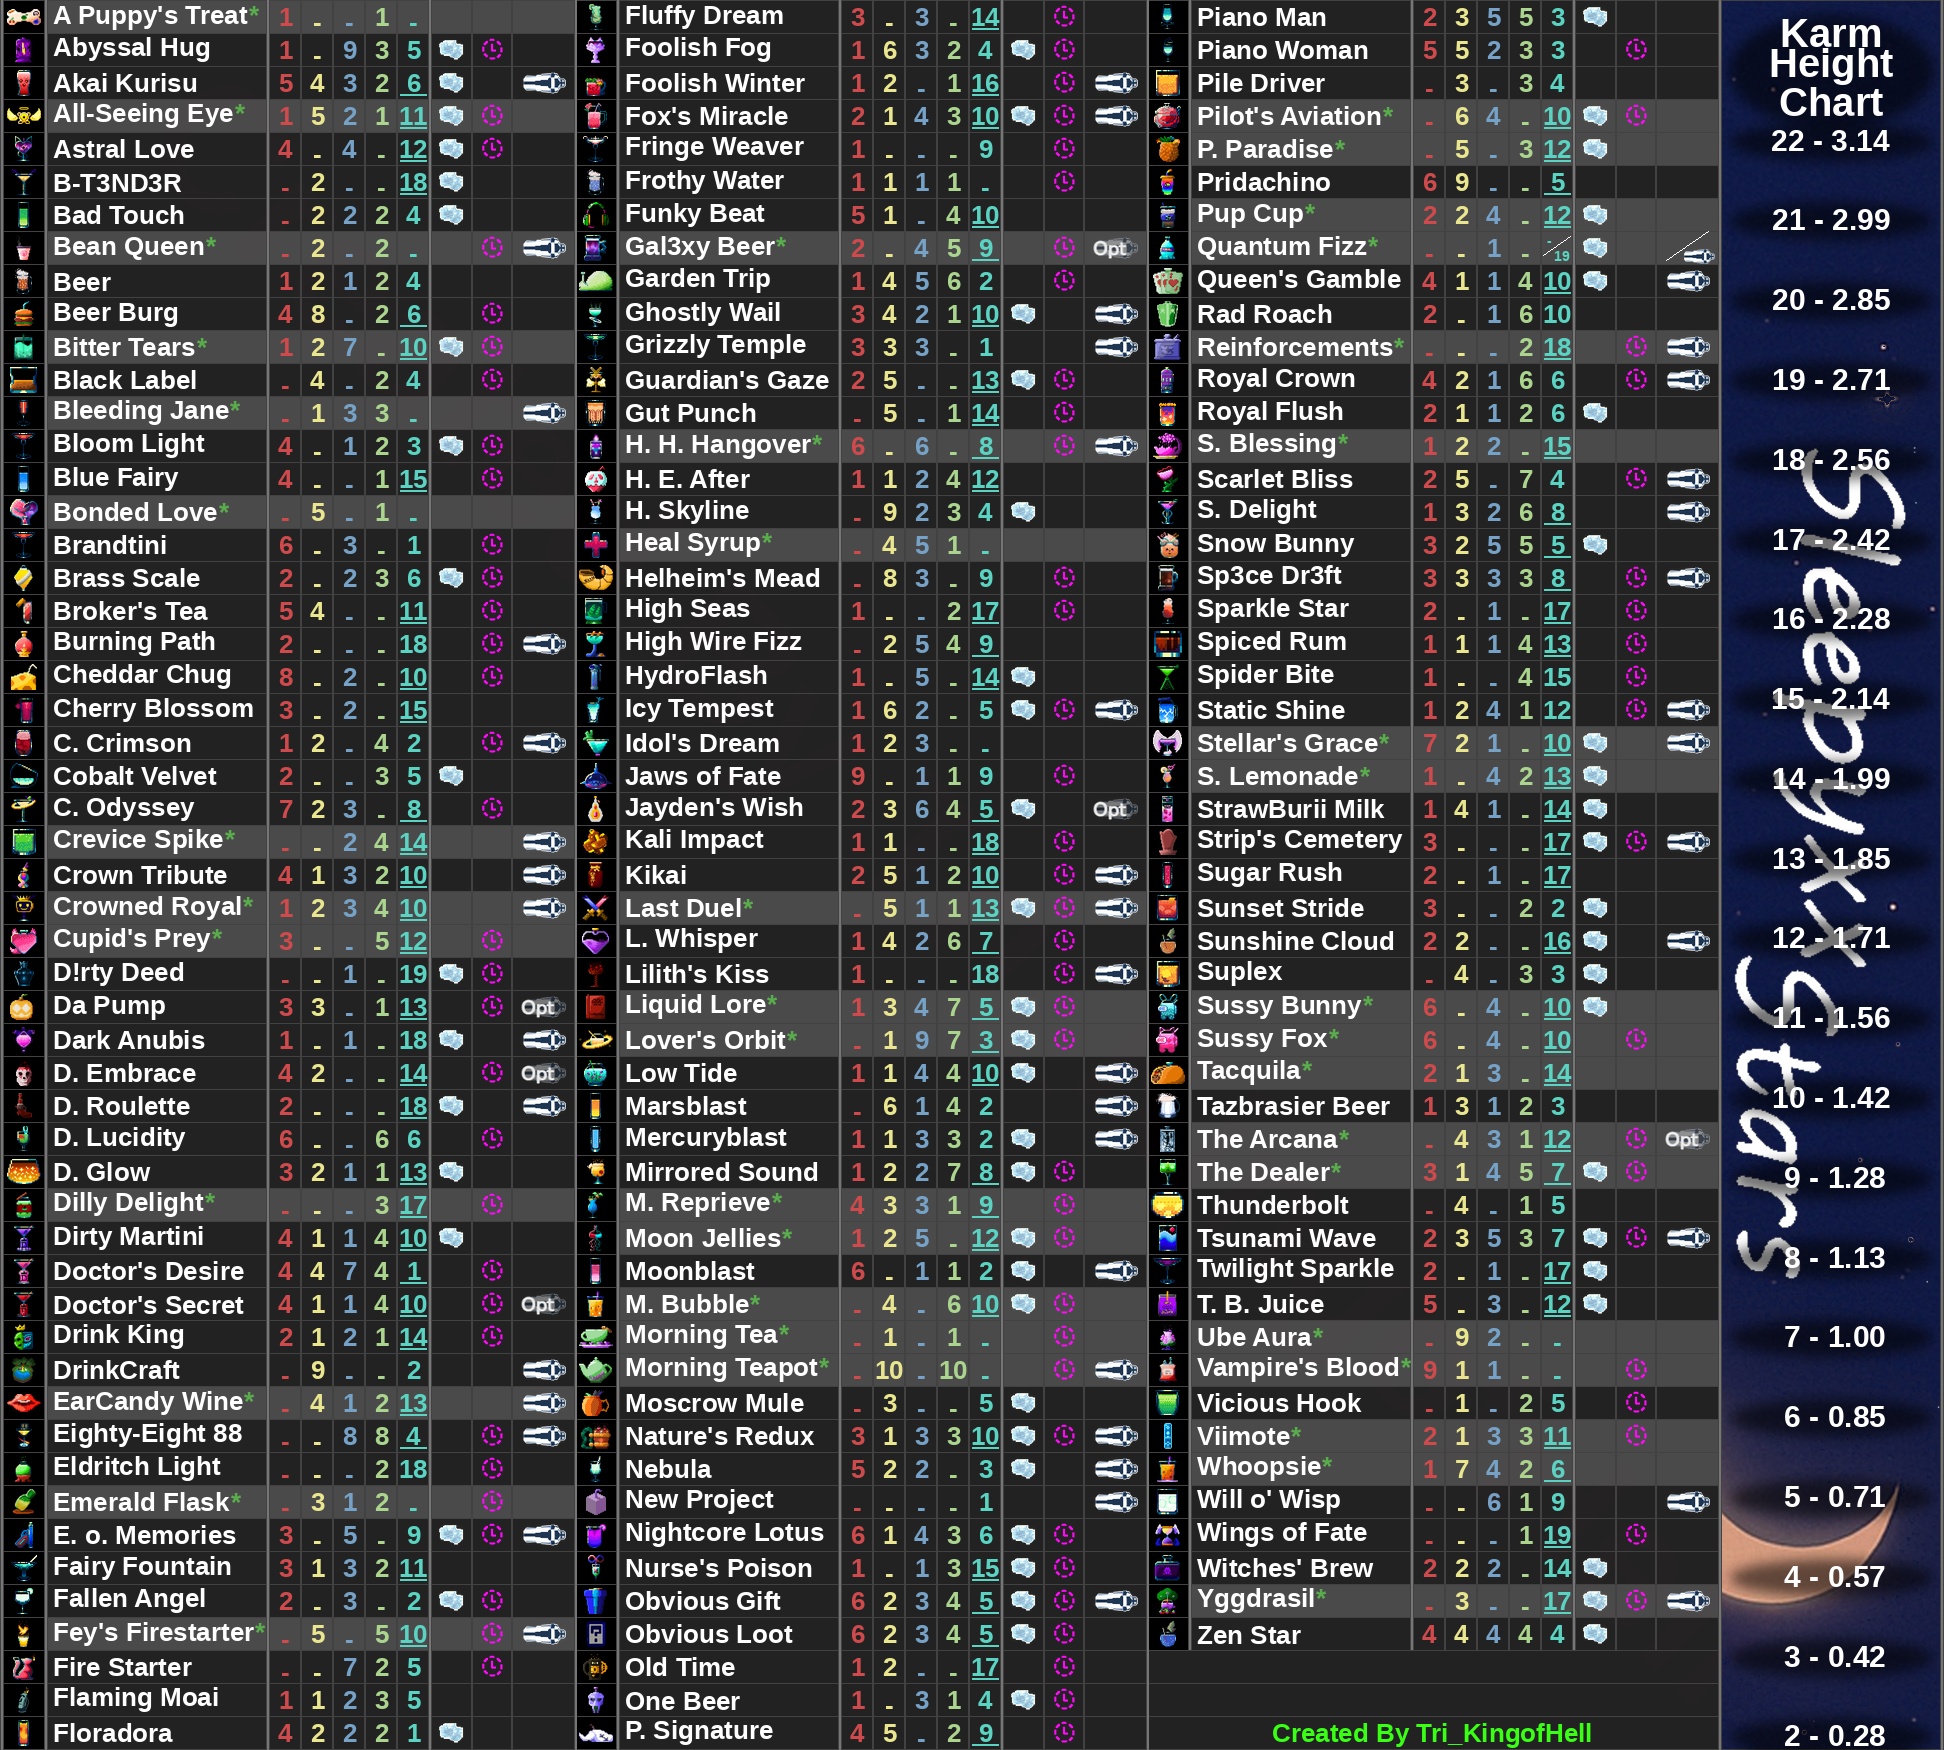 A Puppy's Treat* 1 - - 1 -
Abyssal Hug 1 - 9 3 5
Akai Kurisu 5 4 3 2 6
All-Seeing Eye* 1 5 2 1 11
Astral Love 4 - 4 - 12
B-T3ND3R - 2 - - 18
Bad Touch - 2 2 2 4
Bean Queen* - 2 - 2 -
Beer 1 2 1 2 4
Beer Burg 4 8 - 2 6
Bitter Tears* 1 2 7 - 10
Black Label - 4 - 2 4
Bleeding Jane* - 1 3 3 -
Bloom Light 4 - 1 2 3
Blue Fairy 4 - - 1 15
Bonded Love* - 5 - 1 -
Brandtini 6 - 3 - 1
Brass Scale 2 - 2 3 6
Broker's Tea 5 4 - - 11
Burning Path 2 - - - 18
Cheddar Chug 8 - 2 - 10
Cherry Blossom 3 - 2 - 15
C. Crimson 1 2 - 4 2
Cobalt Velvet 2 - - 3 5
C. Odyssey 7 2 3 - 8
Crevice Spike* - - 2 4 14
Crown Tribute 4 1 3 2 10
Crowned Royal* 1 2 3 4 10
Cupid's Prey* 3 - - 5 12
D!rty Deed - - 1 - 19
Da Pump 3 3 - 1 13 Opt
Dark Anubis 1 - 1 - 18
D. Embrace 4 2 - - 14 Opt
D. Roulette 2 - - - 18
D. Lucidity 6 - - 6 6
D. Glow 3 2 1 1 13
Dilly Delight* - - - 3 17
Dirty Martini 4 1 1 4 10
Doctor's Desire 4 4 7 4 1
Doctor's Secret 4 1 1 4 10 Opt
Drink King 2 1 2 1 14
DrinkCraft - 9 - - 2
EarCandy Wine* - 4 1 2 13
Eighty-Eight 88 - - 8 8 4
Eldritch Light - - - 2 18
Emerald Flask* - 3 1 2 -
E. o. Memories 3 - 5 - 9
Fairy Fountain 3 1 3 2 11
Fallen Angel 2 - 3 - 2
Fey's Firestarter* - 5 - 5 10
Fire Starter - - 7 2 5
Flaming Moai 1 1 2 3 5
Floradora 4 2 2 2 1
Fluffy Dream 3 - 3 - 14
Foolish Fog 1 6 3 2 4
Foolish Winter 1 2 - 1 16
Fox's Miracle 2 1 4 3 10
Fringe Weaver 1 - - - 9
Frothy Water 1 1 1 1 -
Funky Beat 5 1 - 4 10
Gal3xy Beer* 2 - 4 5 9 Opt
Garden Trip 1 4 5 6 2
Ghostly Wail 3 4 2 1 10
Grizzly Temple 3 3 3 - 1
Guardian's Gaze 2 5 - - 13
Gut Punch - 5 - 1 14
H. H. Hangover* 6 - 6 - 8
H. E. After 1 1 2 4 12
H. Skyline - 9 2 3 4
Heal Syrup* - 4 5 1 -
Helheim's Mead - 8 3 - 9
High Seas 1 - - 2 17
High Wire Fizz - 2 5 4 9
HydroFlash 1 - 5 - 14
Icy Tempest 1 6 2 - 5
Idol's Dream 1 2 3 - -
Jaws of Fate 9 - 1 1 9
Jayden's Wish 2 3 6 4 5 Opt
Kali Impact 1 1 - - 18
Kikai 2 5 1 2 10
Last Duel* - 5 1 1 13
L. Whisper 1 4 2 6 7
Lilith's Kiss 1 - - - 18
Liquid Lore* 1 3 4 7 5
Lover's Orbit* - 1 9 7 3
Low Tide 1 1 4 4 10
Marsblast - 6 1 4 2
Mercuryblast 1 1 3 3 2
Mirrored Sound 1 2 2 7 8
M. Reprieve* 4 3 3 1 9
Moon Jellies* 1 2 5 - 12
Moonblast 6 - 1 1 2
M. Bubble* - 4 - 6 10
Morning Tea* - 1 - 1 -
Morning Teapot* - 10 - 10 -
Moscrow Mule - 3 - - 5
Nature's Redux 3 1 3 3 10
Nebula 5 2 2 - 3
New Project - - - - 1
Nightcore Lotus 6 1 4 3 6
Nurse's Poison 1 - 1 3 15
Obvious Gift 6 2 3 4 5
Obvious Loot 6 2 3 4 5
Old Time 1 2 - - 17
One Beer 1 - 3 1 4
P. Signature 4 5 - 2 9
Piano Man 2 3 5 5 3
Piano Woman 5 5 2 3 3
Pile Driver - 3 - 3 4
Pilot's Aviation* - 6 4 - 10
P. Paradise* - 5 - 3 12
Pridachino 6 9 - - 5
Pup Cup* 2 2 4 - 12
Quantum Fizz* - - 1 - -/19
Queen's Gamble 4 1 1 4 10
Rad Roach 2 - 1 6 10
Reinforcements* - - - 2 18
Royal Crown 4 2 1 6 6
Royal Flush 2 1 1 2 6
S. Blessing* 1 2 2 - 15
Scarlet Bliss 2 5 - 7 4
S. Delight 1 3 2 6 8
Snow Bunny 3 2 5 5 5
Sp3ce Dr3ft 3 3 3 3 8
Sparkle Star 2 - 1 - 17
Spiced Rum 1 1 1 4 13
Spider Bite 1 - - 4 15
Static Shine 1 2 4 1 12
Stellar's Grace* 7 2 1 - 10
S. Lemonade* 1 - 4 2 13
StrawBurii Milk 1 4 1 - 14
Strip's Cemetery 3 - - - 17
Sugar Rush 2 - 1 - 17
Sunset Stride 3 - - 2 2
Sunshine Cloud 2 2 - - 16
Suplex - 4 - 3 3
Sussy Bunny* 6 - 4 - 10
Sussy Fox* 6 - 4 - 10
Tacquila* 2 1 3 - 14
Tazbrasier Beer 1 3 1 2 3
The Arcana* - 4 3 1 12 Opt
The Dealer* 3 1 4 5 7
Thunderbolt - 4 - 1 5
Tsunami Wave 2 3 5 3 7
Twilight Sparkle 2 - 1 - 17
T. B. Juice 5 - 3 - 12
Ube Aura* - 9 2 - -
Vampire's Blood* 9 1 1 - -
Vicious Hook - 1 - 2 5
Viimote* 2 1 3 3 11
Whoopsie* 1 7 4 2 6
Will o' Wisp - - 6 1 9
Wings of Fate - - - 1 19
Witches' Brew 2 2 2 - 14
Yggdrasil* - 3 - - 17
Zen Star 4 4 4 4 4
Created By Tri_KingofHell
Karm
Height
Chart
22 - 3.14
21 - 2.99
20 - 2.85
19 - 2.71
18 - 2.56
17 - 2.42
16 - 2.28
15 - 2.14
14 - 1.99
13 - 1.85
12 - 1.71
11 - 1.56
10 - 1.42
9 - 1.28
8 - 1.13
7 - 1.00
6 - 0.85
5 - 0.71
4 - 0.57
3 - 0.42
2 - 0.28
SleepyxxStars